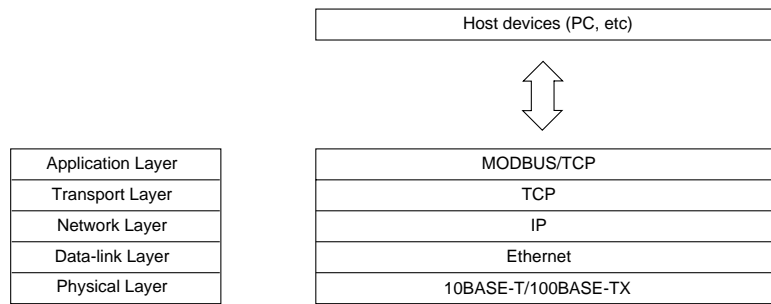 Host devices (PC, etc)
Application Layer MODBUS/TCP
Transport Layer TCP
Network Layer IP
Data-link Layer Ethernet
Physical Layer 10BASE-T/100BASE-TX